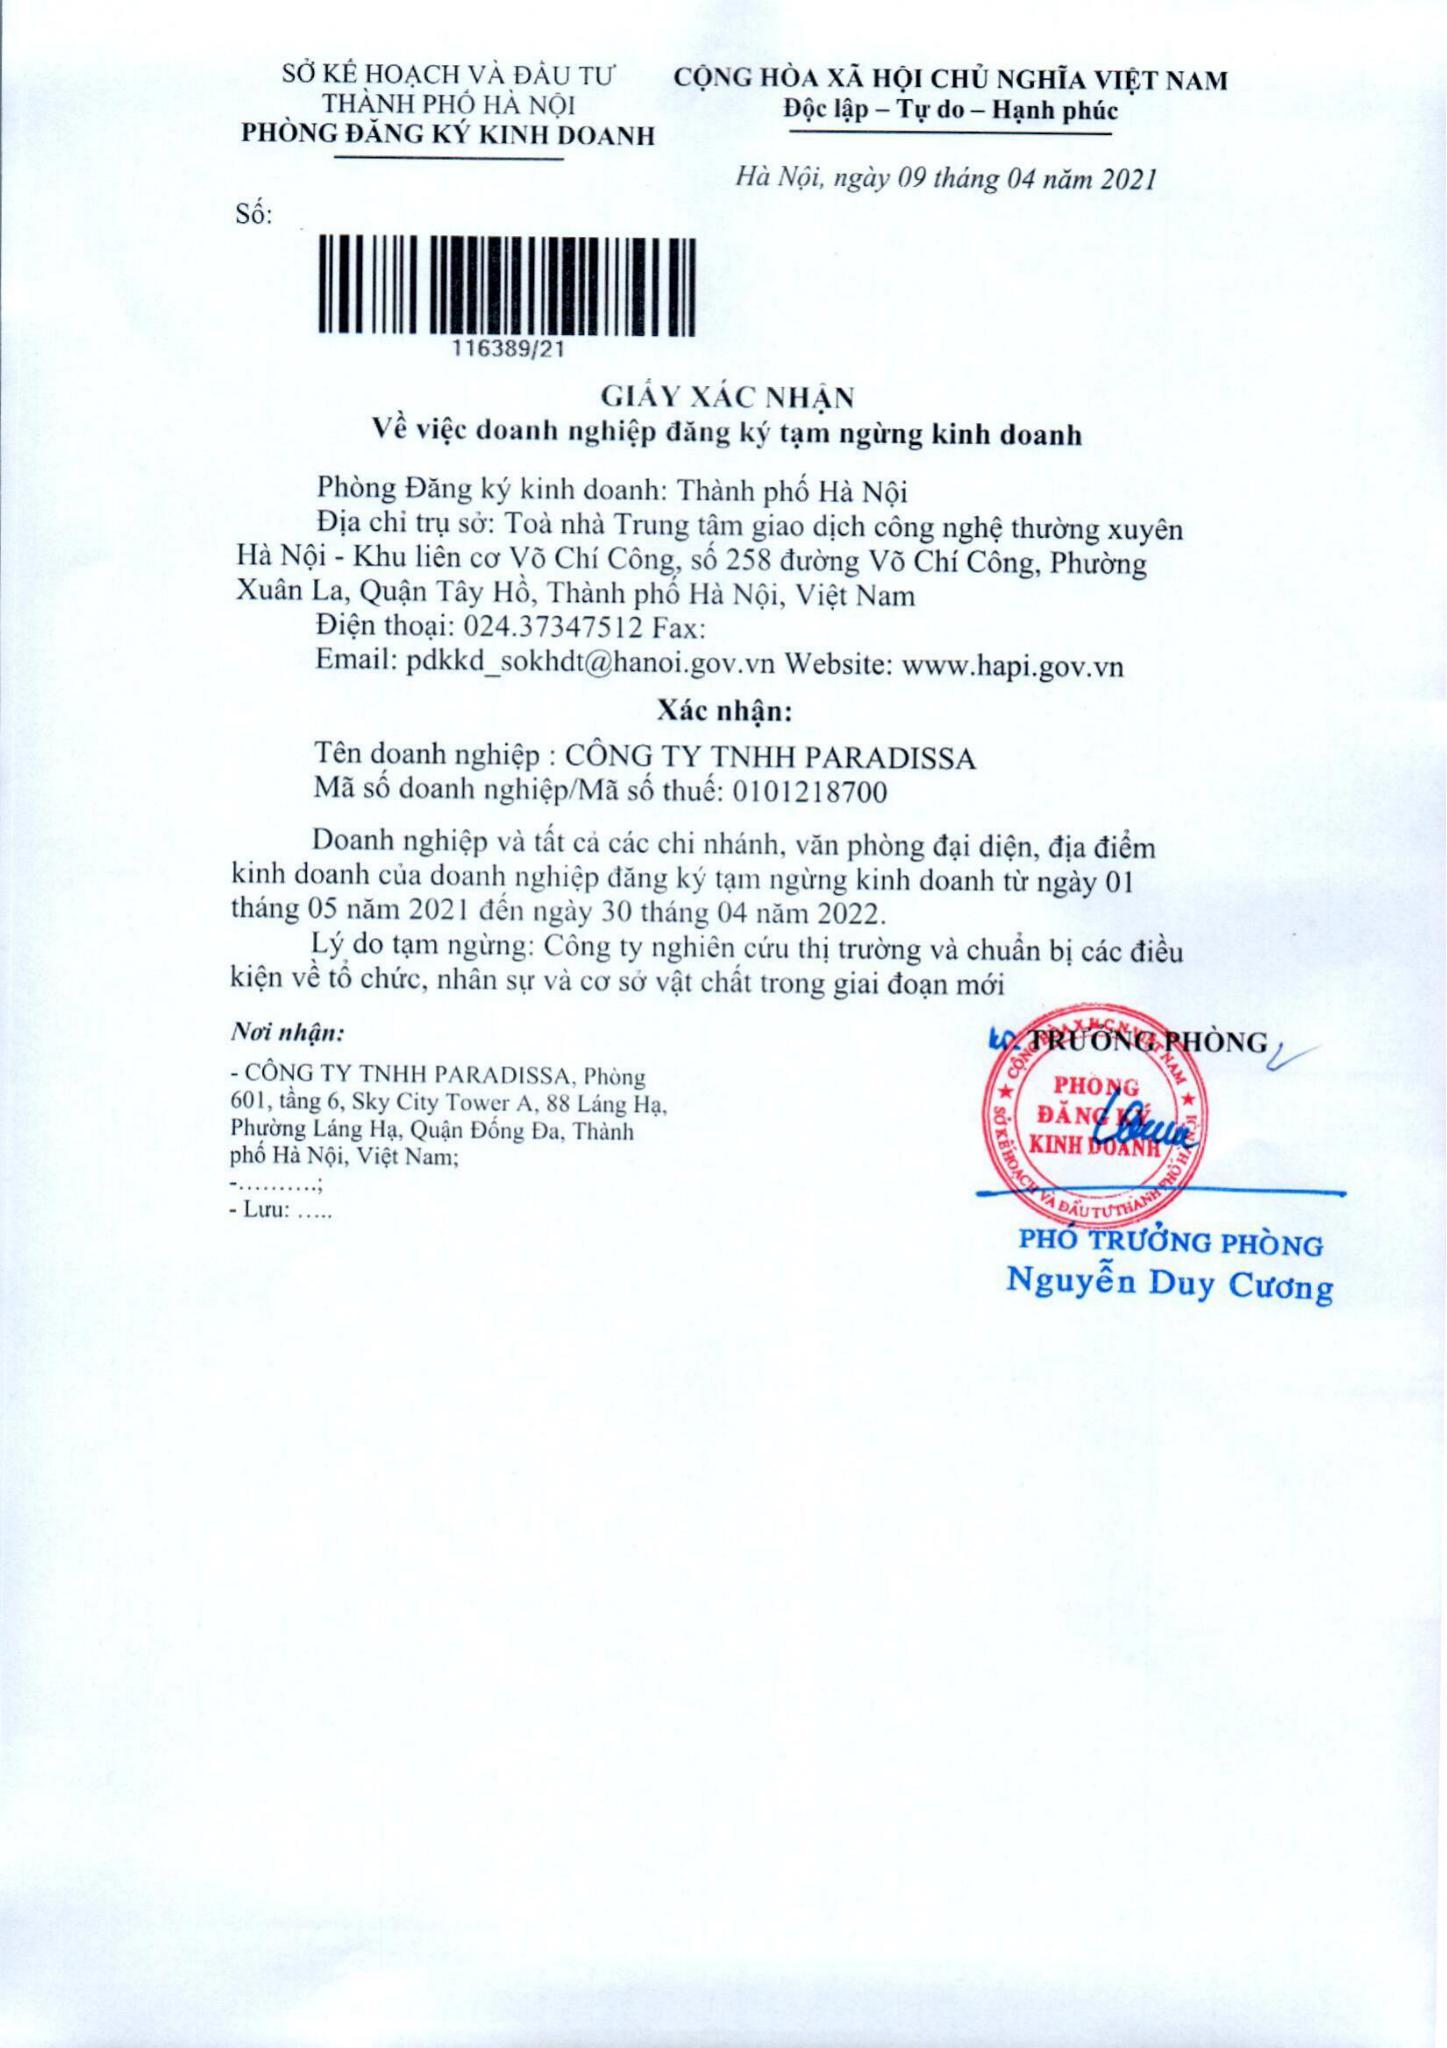 SỞ KẾ HOẠCH VÀ ĐẦU TƯ
THÀNH PHỐ HÀ NỘI
PHÒNG ĐĂNG KÝ KINH DOANH
CỘNG HÒA XÃ HỘI CHỦ NGHĨA VIỆT NAM
Độc lập – Tự do – Hạnh phúc
Hà Nội, ngày 09 tháng 04 năm 2021
Số:
116389/21
GIẤY XÁC NHẬN
Về việc doanh nghiệp đăng ký tạm ngừng kinh doanh
Phòng Đăng ký kinh doanh: Thành phố Hà Nội
Địa chỉ trụ sở: Toà nhà Trung tâm giao dịch công nghệ thường xuyên
Hà Nội - Khu liên cơ Võ Chí Công, số 258 đường Võ Chí Công, Phường
Xuân La, Quận Tây Hồ, Thành phố Hà Nội, Việt Nam
Điện thoại: 024.37347512 Fax:
Email: pdkkd_sokhdt@hanoi.gov.vn Website: www.hapi.gov.vn
Xác nhận:
Tên doanh nghiệp : CÔNG TY TNHH PARADISSA
Mã số doanh nghiệp/Mã số thuế: 0101218700
Doanh nghiệp và tất cả các chi nhánh, văn phòng đại diện, địa điểm
kinh doanh của doanh nghiệp đăng ký tạm ngừng kinh doanh từ ngày 01
tháng 05 năm 2021 đến ngày 30 tháng 04 năm 2022.
Lý do tạm ngừng: Công ty nghiên cứu thị trường và chuẩn bị các điều
kiện về tổ chức, nhân sự và cơ sở vật chất trong giai đoạn mới
Nơi nhận:
- CÔNG TY TNHH PARADISSA, Phòng
601, tầng 6, Sky City Tower A, 88 Láng Hạ,
Phường Láng Hạ, Quận Đống Đa, Thành
phố Hà Nội, Việt Nam;
-……….;
- Lưu: …..
TRƯỞNG PHÒNG
CỘNG HÒA X.H.C.N VIỆT NAM
PHÒNG
ĐĂNG KÝ
KINH DOANH
SỞ KẾ HOẠCH VÀ ĐẦU TƯ THÀNH PHỐ HÀ NỘI
PHÓ TRƯỞNG PHÒNG
Nguyễn Duy Cương